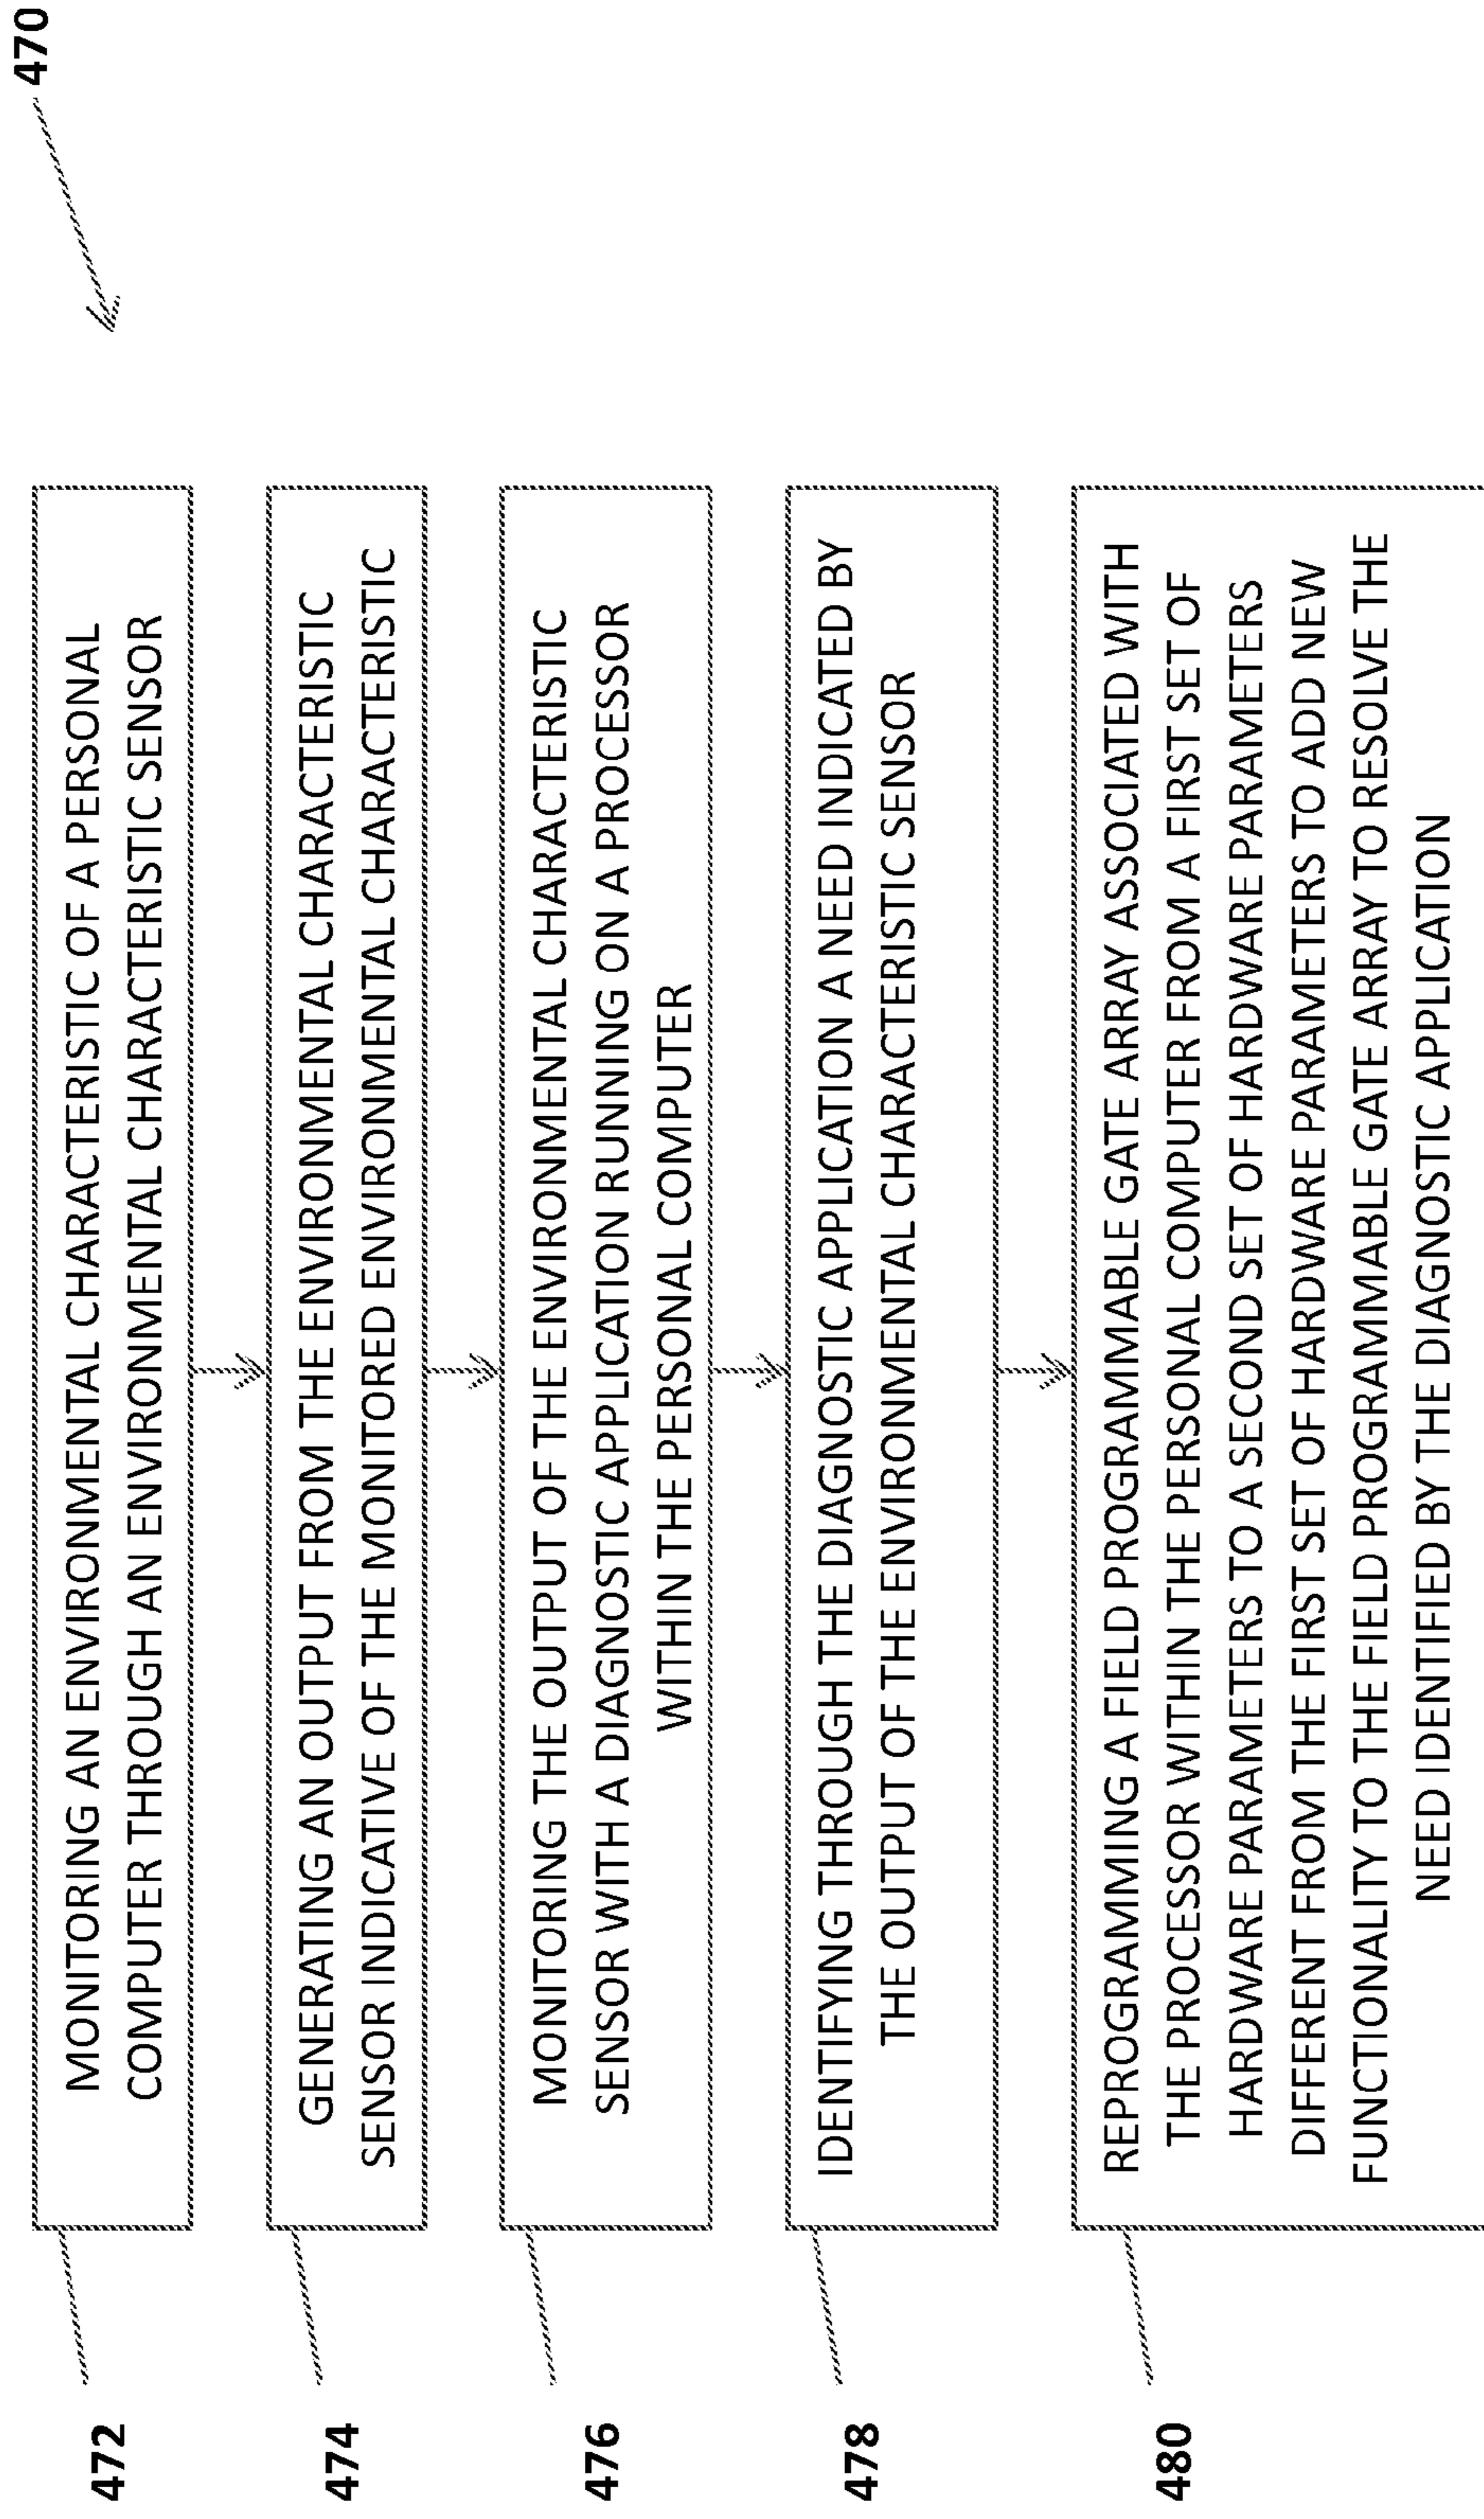 470
472
MONITORING AN ENVIRONMENTAL CHARACTERISTIC OF A PERSONAL
COMPUTER THROUGH AN ENVIRONMENTAL CHARACTERISTIC SENSOR
474
GENERATING AN OUTPUT FROM THE ENVIRONMENTAL CHARACTERISTIC
SENSOR INDICATIVE OF THE MONITORED ENVIRONMENTAL CHARACTERISTIC
476
MONITORING THE OUTPUT OF THE ENVIRONMENTAL CHARACTERISTIC
SENSOR WITH A DIAGNOSTIC APPLICATION RUNNING ON A PROCESSOR
WITHIN THE PERSONAL COMPUTER
478
IDENTIFYING THROUGH THE DIAGNOSTIC APPLICATION A NEED INDICATED BY
THE OUTPUT OF THE ENVIRONMENTAL CHARACTERISTIC SENSOR
480
REPROGRAMMING A FIELD PROGRAMMABLE GATE ARRAY ASSOCIATED WITH
THE PROCESSOR WITHIN THE PERSONAL COMPUTER FROM A FIRST SET OF
HARDWARE PARAMETERS TO A SECOND SET OF HARDWARE PARAMETERS
DIFFERENT FROM THE FIRST SET OF HARDWARE PARAMETERS TO ADD NEW
FUNCTIONALITY TO THE FIELD PROGRAMMABLE GATE ARRAY TO RESOLVE THE
NEED IDENTIFIED BY THE DIAGNOSTIC APPLICATION